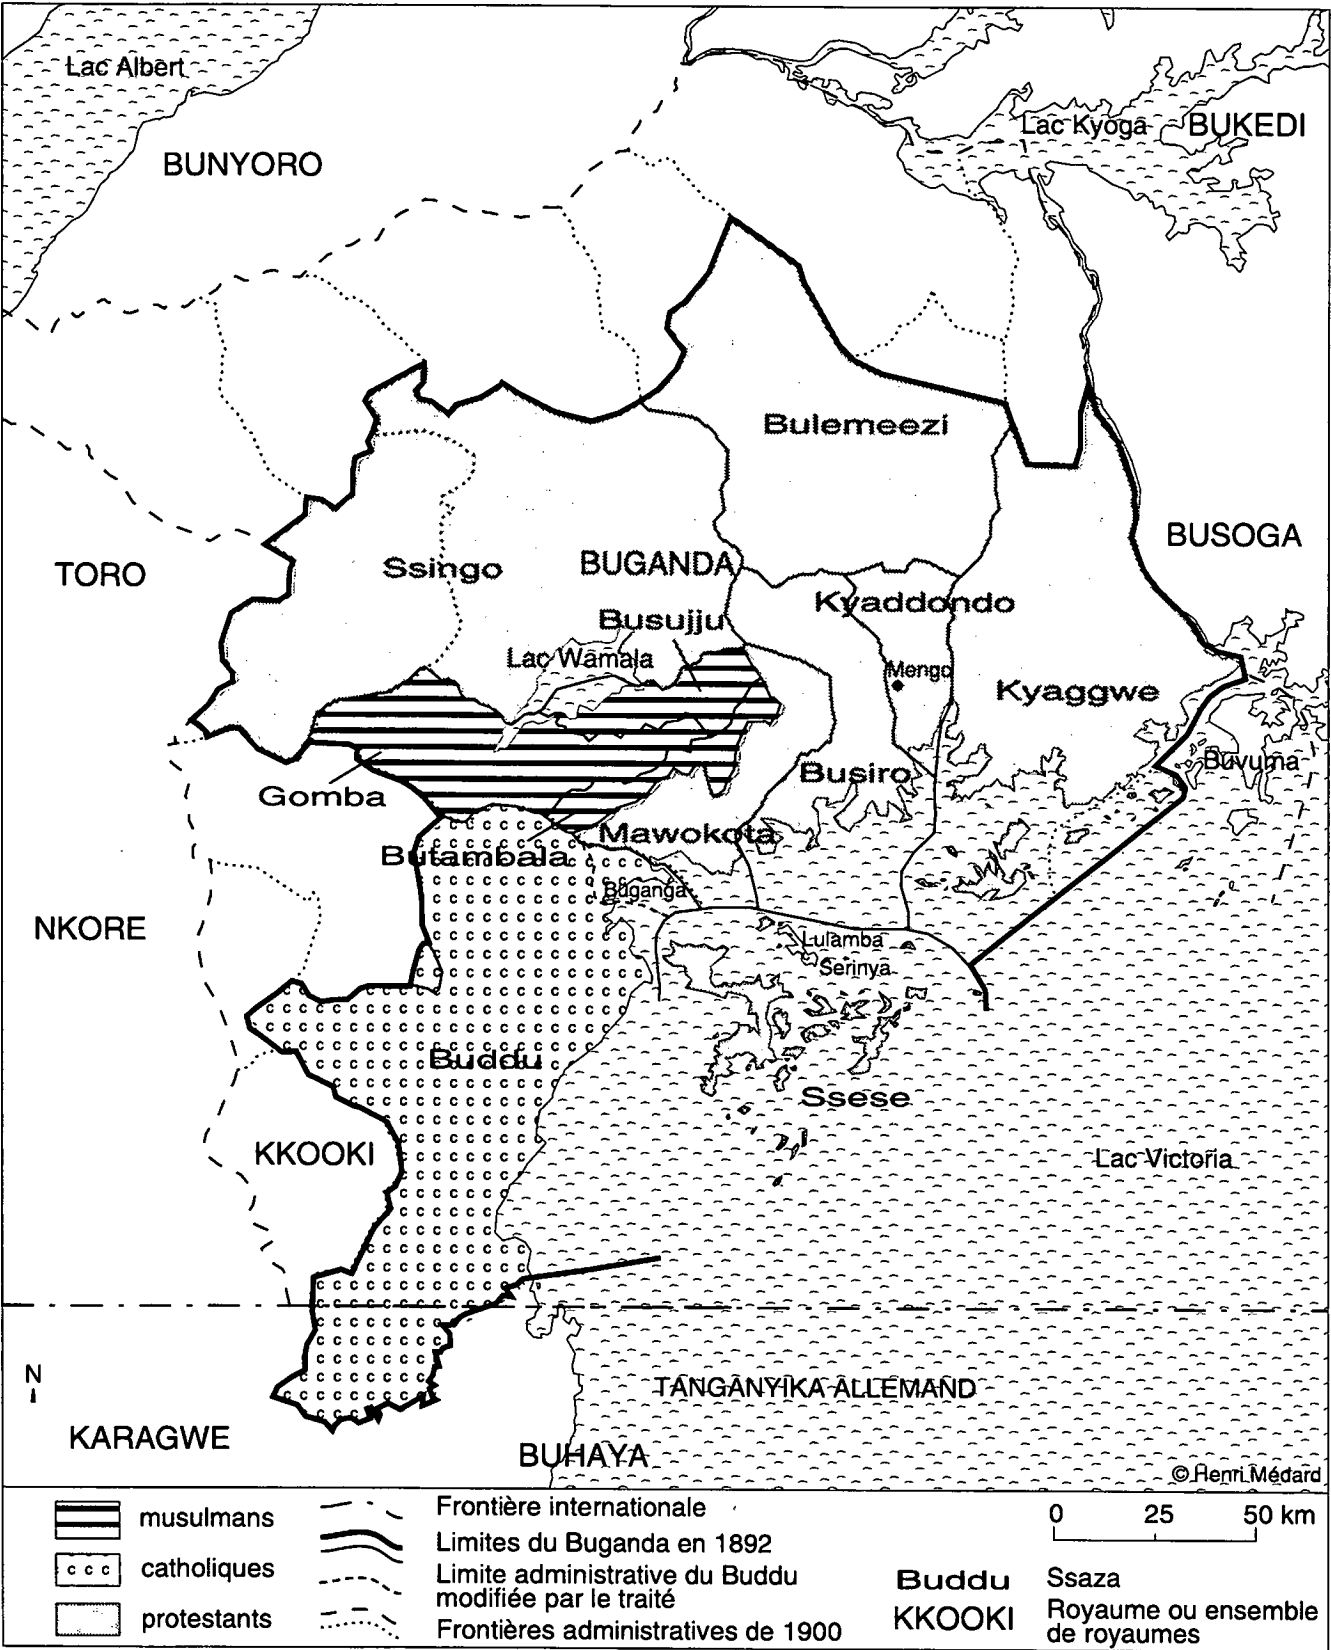 Lac Albert
BUNYORO
Lac Kyoga
BUKEDI
Bulemeezi
TORO
Ssingo
BUGANDA
BUSOGA
Kyaddondo
Busujju
Lac Wamala
Mengo
Kyaggwe
Buvuma
Busiro
Gomba
Mawokota
Butambala
Buganga
NKORE
Lulamba
Serinya
Buddu
Ssese
KKOOKI
Lac Victoria
N
TANGANYIKA ALLEMAND
KARAGWE
BUHAYA
© Henri Médard
musulmans
catholiques
protestants
Frontière internationale
Limites du Buganda en 1892
Limite administrative du Buddu
modifiée par le traité
Frontières administratives de 1900
0 25 50 km
Buddu Ssaza
KKOOKI Royaume ou ensemble
de royaumes